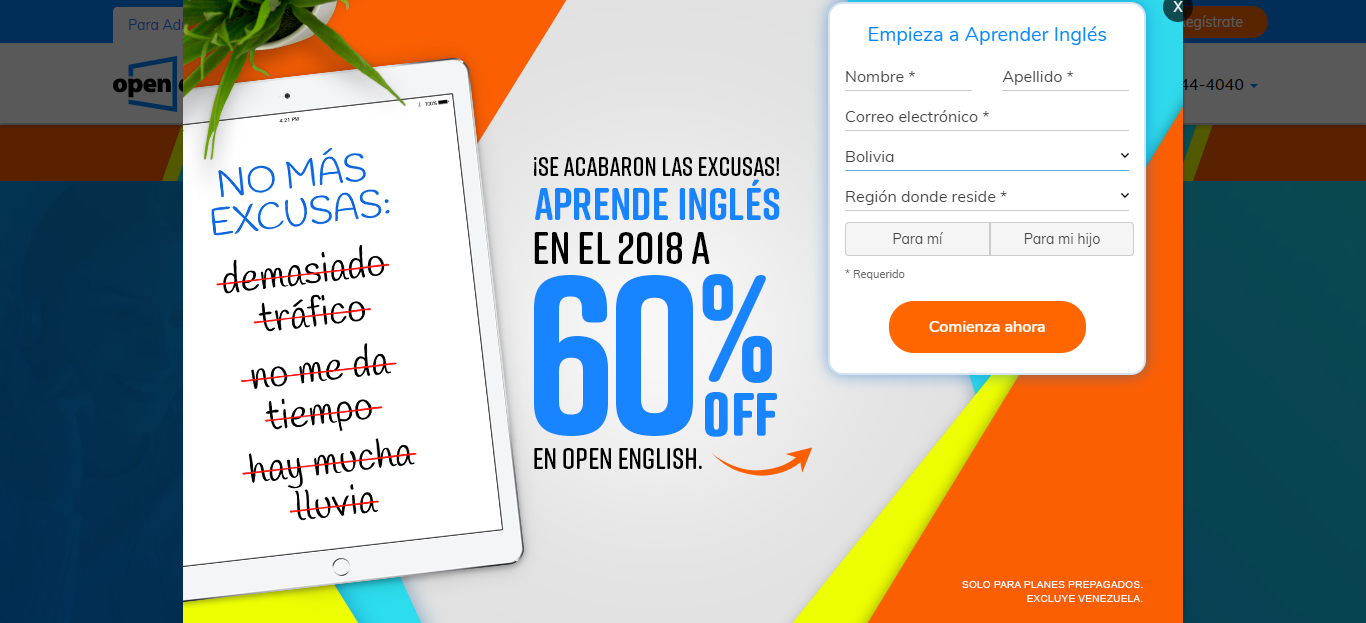 Para Ad
egístrate
open
44-4040
X
4:21 PM
100%
NO MÁS
EXCUSAS:
demasiado
tráfico
no me da
tiempo
hay mucha
lluvia
¡SE ACABARON LAS EXCUSAS!
APRENDE INGLÉS
EN EL 2018 A
60%
OFF
EN OPEN ENGLISH.
Empieza a Aprender Inglés
Nombre * Apellido *
Correo electrónico *
Bolivia
Región donde reside *
Para mí Para mi hijo
* Requerido
Comienza ahora
SOLO PARA PLANES PREPAGADOS.
EXCLUYE VENEZUELA.